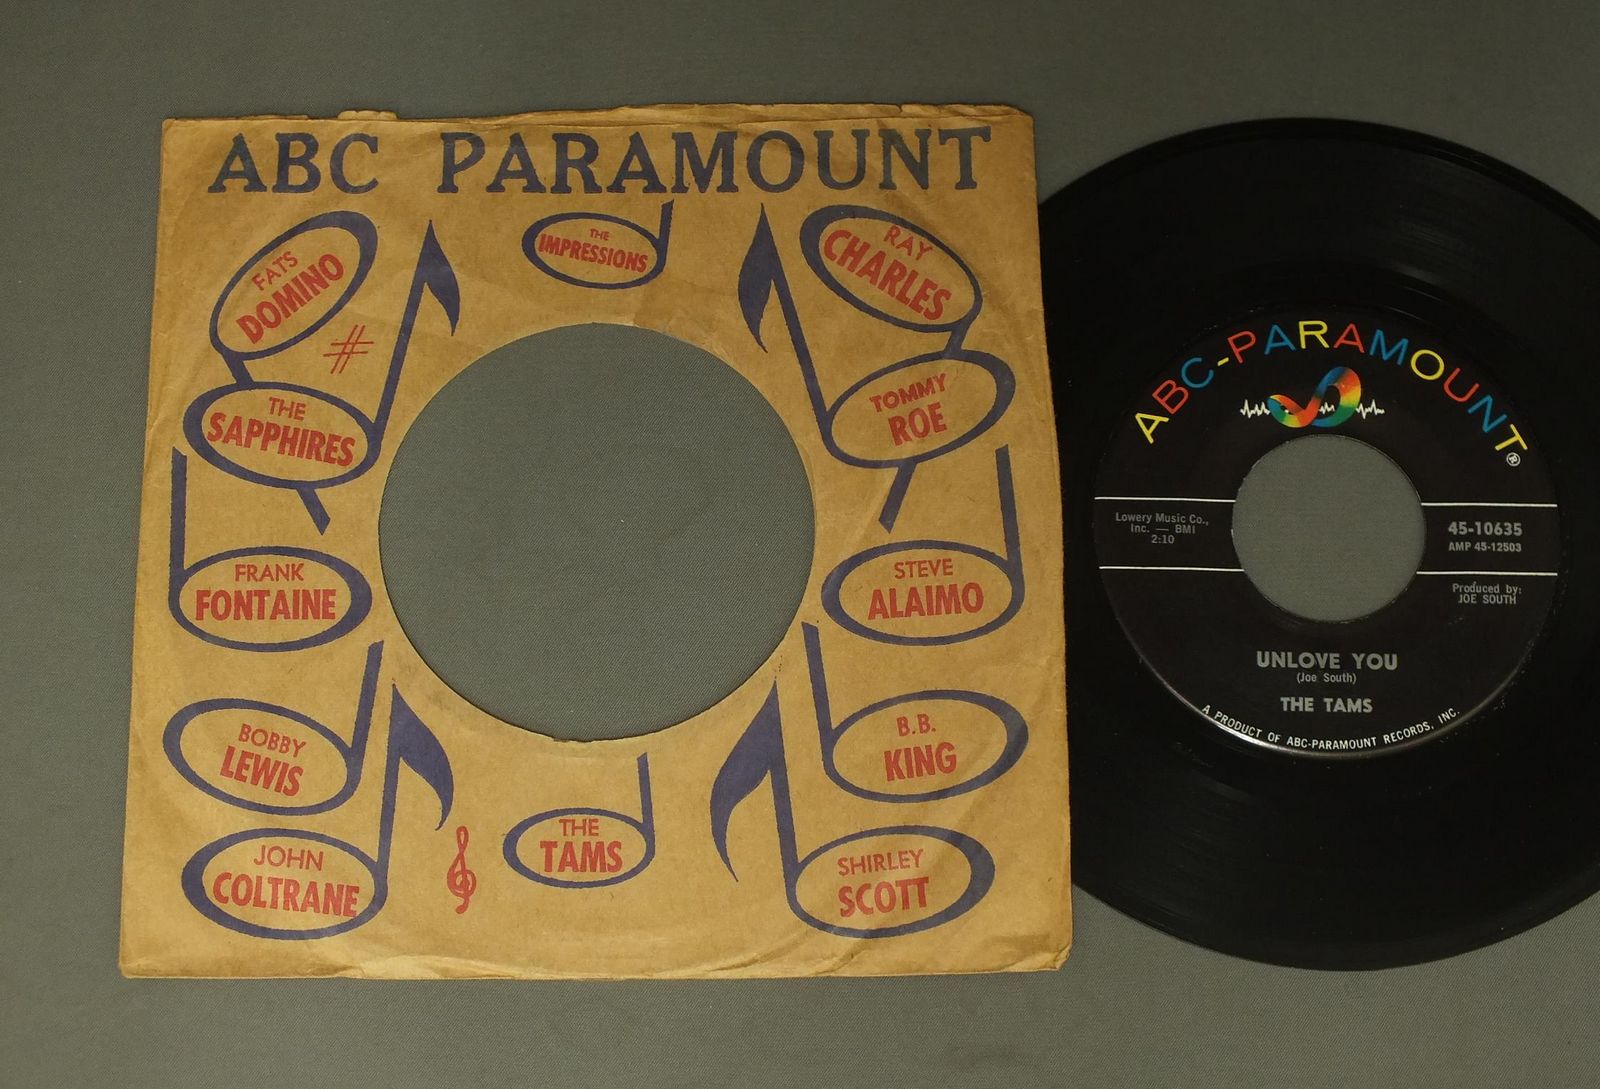 ABC PARAMOUNT
FATS
DOMINO
THE
IMPRESSIONS
RAY
CHARLES
#
THE
SAPPHIRES
TOMMY
ROE
FRANK
FONTAINE
STEVE
ALAIMO
BOBBY
LEWIS
B.B.
KING
JOHN
COLTRANE
THE
TAMS
SHIRLEY
SCOTT
ABC-PARAMOUNT®
Lowery Music Co.,
Inc. — BMI
2:10
45-10635
AMP 45-12503
Produced by:
JOE SOUTH
UNLOVE YOU
(Joe South)
THE TAMS
A PRODUCT OF ABC-PARAMOUNT RECORDS, INC.